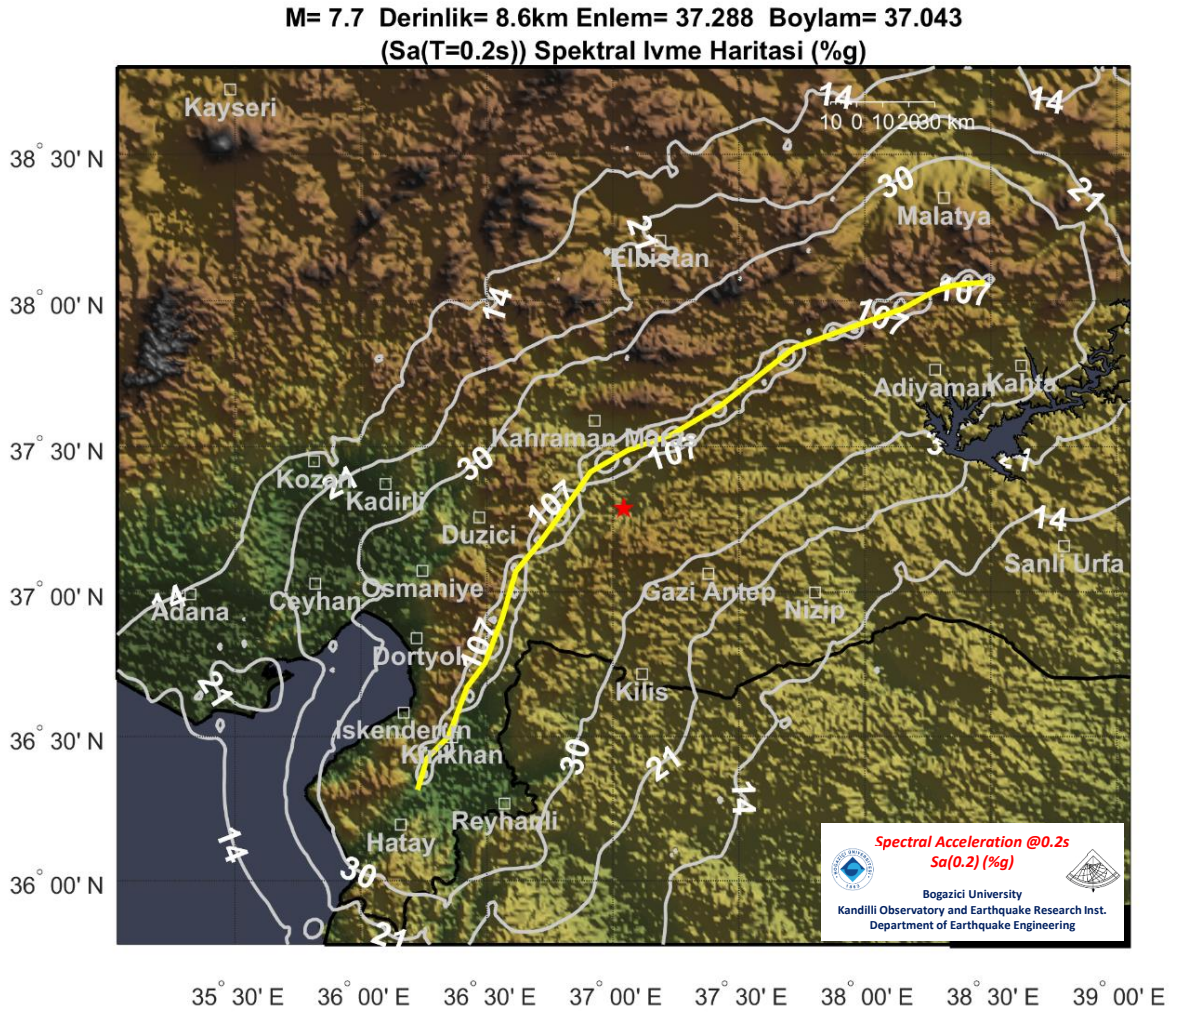 M= 7.7 Derinlik= 8.6km Enlem= 37.288 Boylam= 37.043
(Sa(T=0.2s)) Spektral Ivme Haritasi (%g)
Kayseri
14
14
10 0 10 20 30 km
38° 30' N
30
21
Malatya
21
Elbistan
14
38° 00' N
107
107
Adiyaman
Kahta
Kahraman Maras
37° 30' N
30
107
Kozan
21
Kadirli
107
Duzici
14
Sanli Urfa
37° 00' N
14
Adana
Ceyhan
Osmaniye
Gazi Antep
Nizip
107
Dortyol
21
Kilis
36° 30' N
Iskenderun
Kirikhan
30
21
14
Reyhanli
14
Hatay
30
36° 00' N
21
Spectral Acceleration @0.2s
Sa(0.2) (%g)
BOGAZICI UNIVERSITESI
1863
Bogazici University
Kandilli Observatory and Earthquake Research Inst.
Department of Earthquake Engineering
35° 30' E 36° 00' E 36° 30' E 37° 00' E 37° 30' E 38° 00' E 38° 30' E 39° 00' E